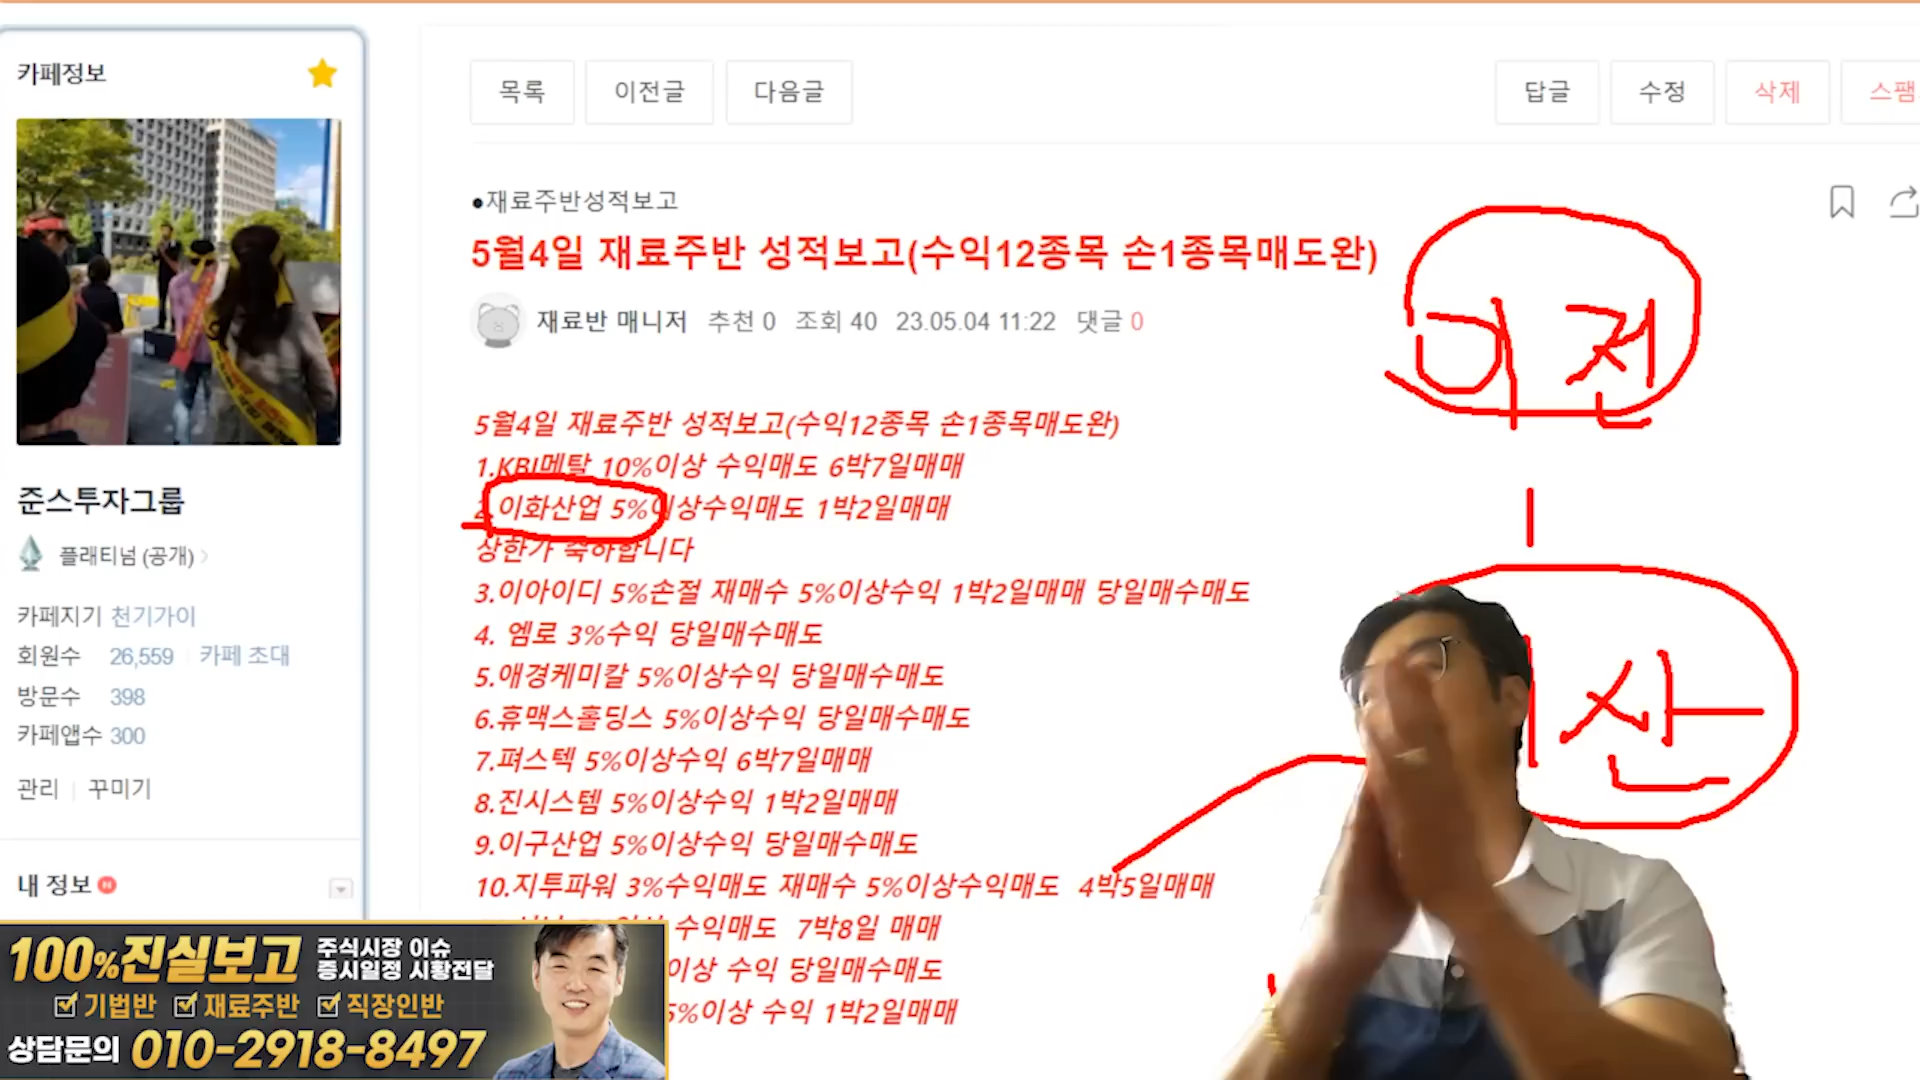 카페정보
준스투자그룹
플래티넘 (공개)
카페지기 천기가이
회원수 26,559 카페 초대
방문수 398
카페앱수 300
관리 꾸미기
내 정보 N
목록 이전글 다음글 답글 수정 삭제 스팸
●재료주반성적보고
5월4일 재료주반 성적보고(수익12종목 손1종목매도완)
재료반 매니저 추천 0 조회 40 23.05.04 11:22 댓글 0
5월4일 재료주반 성적보고(수익12종목 손1종목매도완)
1.KBI메탈 10%이상 수익매도 6박7일매매
2.이화산업 5%이상수익매도 1박2일매매
상한가 축하합니다
3.이아이디 5%손절 재매수 5%이상수익 1박2일매매 당일매수매도
4. 엠로 3%수익 당일매수매도
5.애경케미칼 5%이상수익 당일매수매도
6.휴맥스홀딩스 5%이상수익 당일매수매도
7.펴스텍 5%이상수익 6박7일매매
8.진시스템 5%이상수익 1박2일매매
9.이구산업 5%이상수익 당일매수매도
10.지투파워 3%수익매도 재매수 5%이상수익매도 4박5일매매
수익매도 7박8일 매매
이상 수익 당일매수매도
5%이상 수익 1박2일매매
이전
산
100%진실보고
주식시장 이슈
증시일정 시황전달
기법반 재료주반 직장인반
상담문의 010-2918-8497